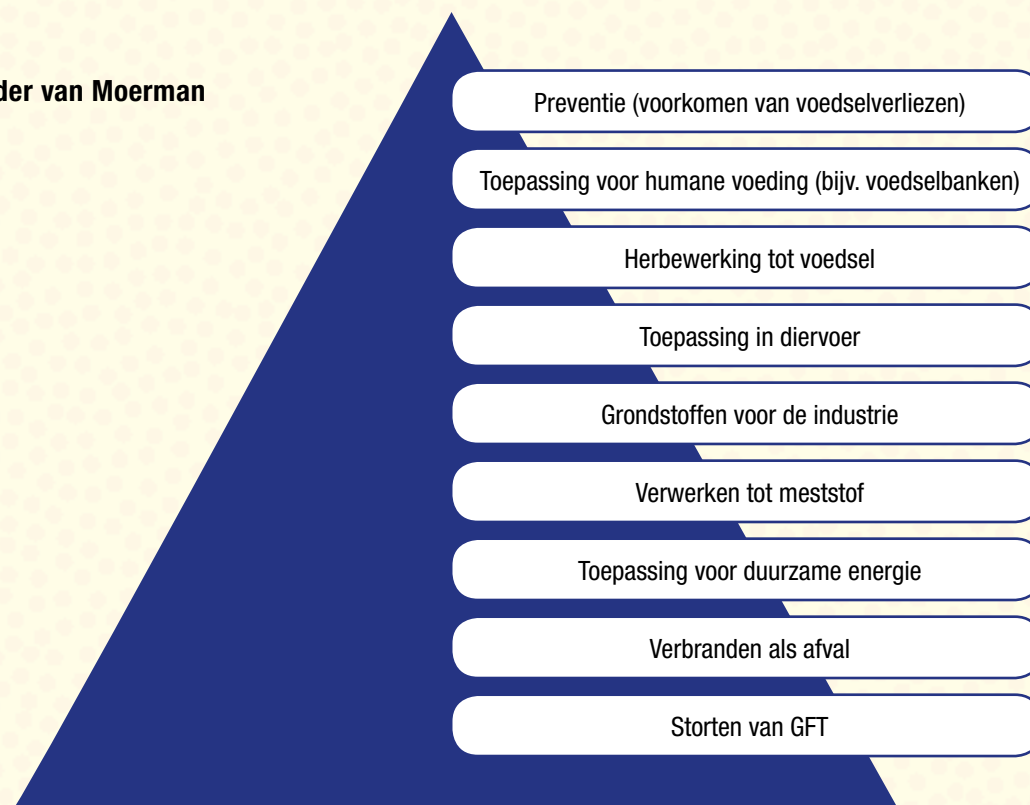 der van Moerman
Preventie (voorkomen van voedselverliezen)
Toepassing voor humane voeding (bijv. voedselbanken)
Herbewerking tot voedsel
Toepassing in diervoer
Grondstoffen voor de industrie
Verwerken tot meststof
Toepassing voor duurzame energie
Verbranden als afval
Storten van GFT